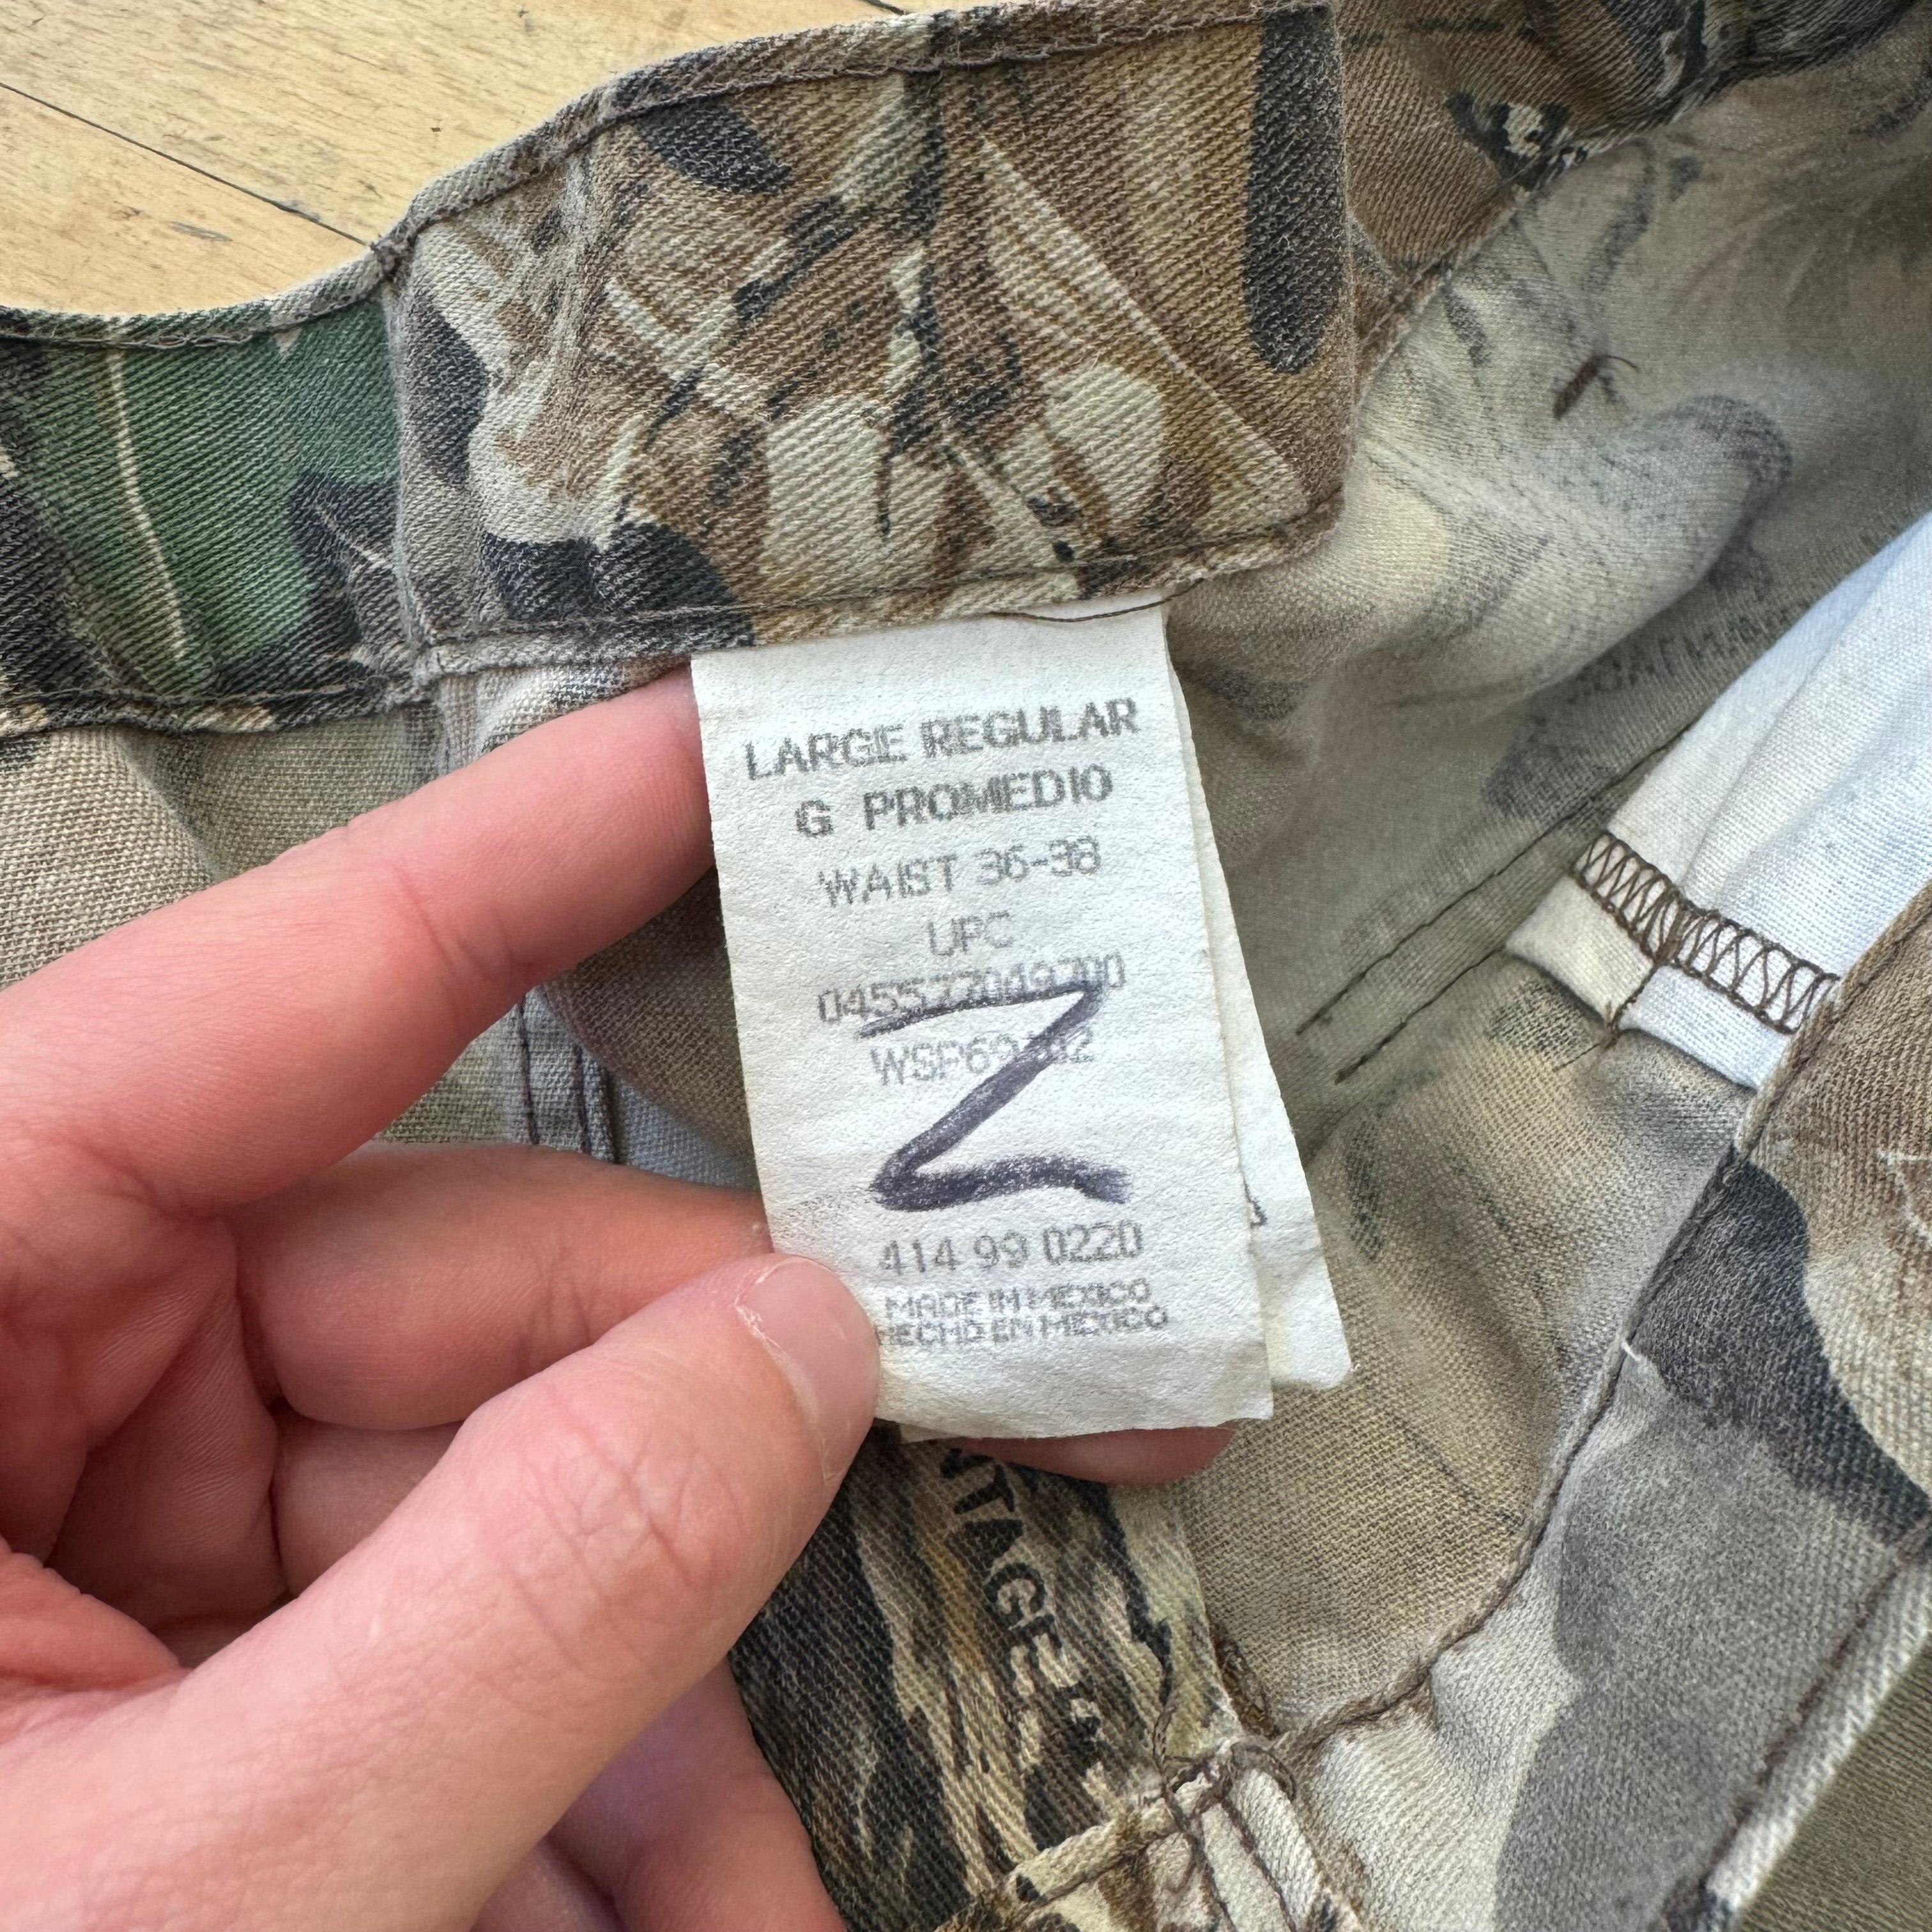 LARGE REGULAR
G PROMEDIO
WAIST 36-38
UPC
Z
414 99 0220
MADE IN MEXICO
HECHO EN MEXICO